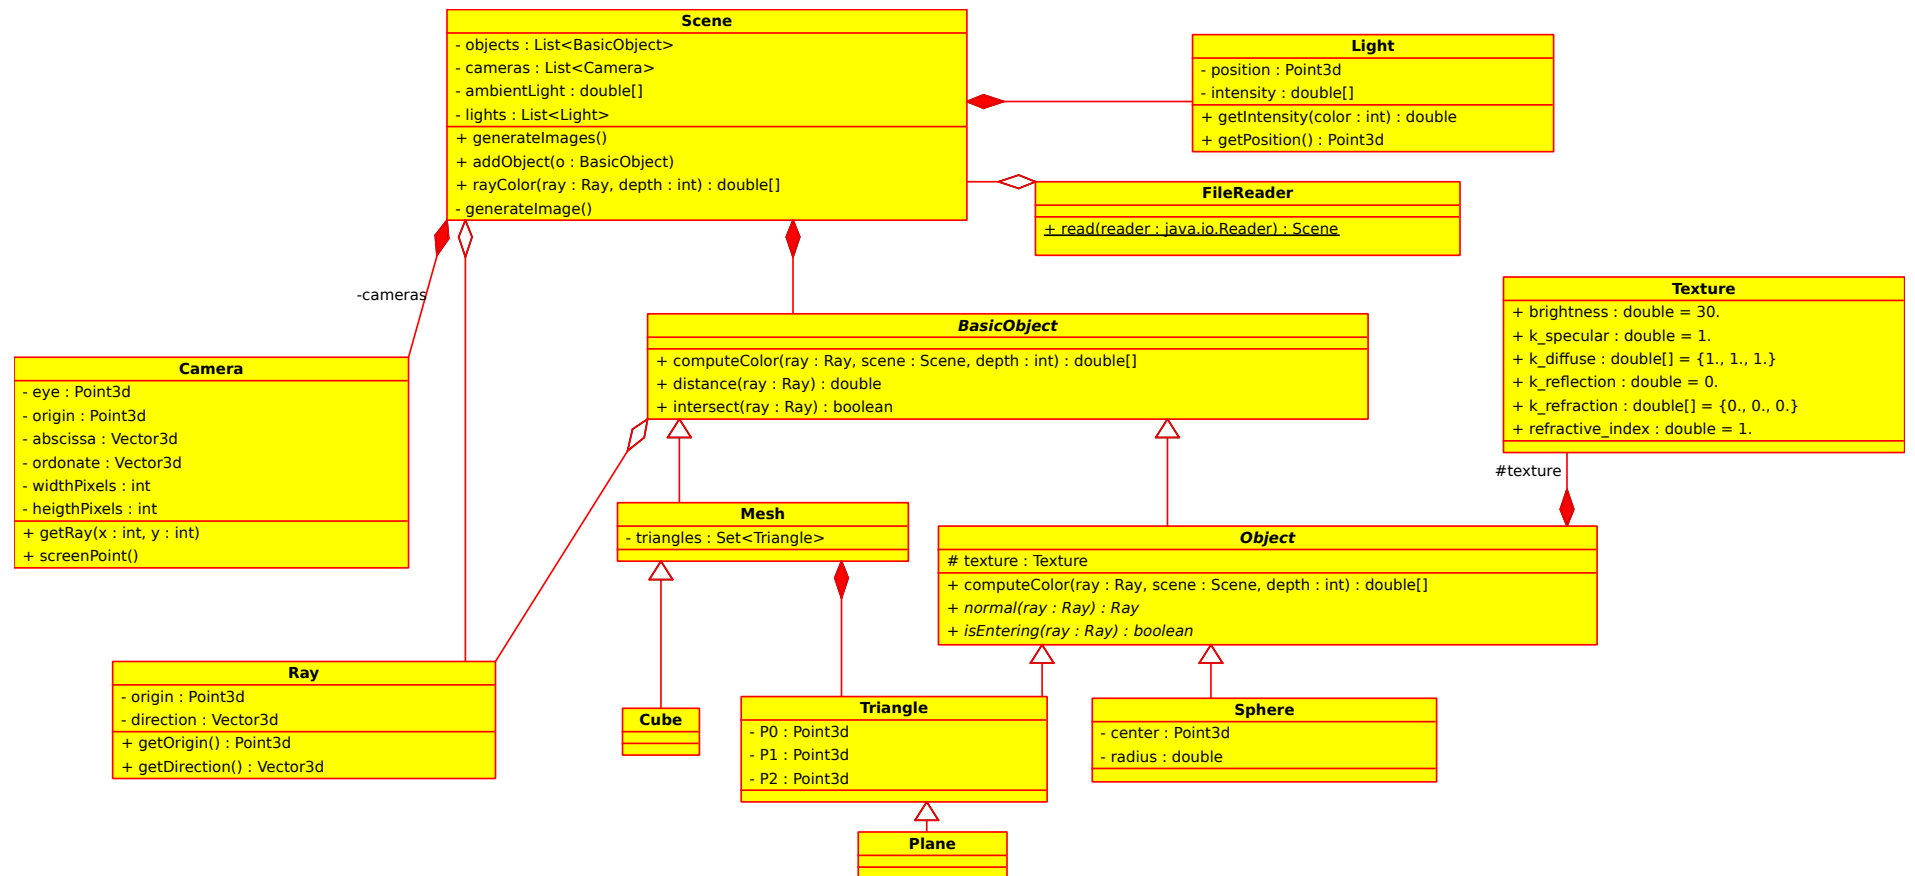 Scene
- objects : List<BasicObject>
- cameras : List<Camera>
- ambientLight : double[]
- lights : List<Light>
+ generateImages()
+ addObject(o : BasicObject)
+ rayColor(ray : Ray, depth : int) : double[]
- generateImage()
Light
- position : Point3d
- intensity : double[]
+ getIntensity(color : int) : double
+ getPosition() : Point3d
FileReader
+ read(reader : java.io.Reader) : Scene
-cameras
Texture
+ brightness : double = 30.
+ k_specular : double = 1.
+ k_diffuse : double[] = {1., 1., 1.}
+ k_reflection : double = 0.
+ k_refraction : double[] = {0., 0., 0.}
+ refractive_index : double = 1.
BasicObject
+ computeColor(ray : Ray, scene : Scene, depth : int) : double[]
+ distance(ray : Ray) : double
+ intersect(ray : Ray) : boolean
Camera
- eye : Point3d
- origin : Point3d
- abscissa : Vector3d
- ordonate : Vector3d
- widthPixels : int
- heigthPixels : int
+ getRay(x : int, y : int)
+ screenPoint()
#texture
Mesh
- triangles : Set<Triangle>
Object
# texture : Texture
+ computeColor(ray : Ray, scene : Scene, depth : int) : double[]
+ normal(ray : Ray) : Ray
+ isEntering(ray : Ray) : boolean
Ray
- origin : Point3d
- direction : Vector3d
+ getOrigin() : Point3d
+ getDirection() : Vector3d
Cube
Triangle
- P0 : Point3d
- P1 : Point3d
- P2 : Point3d
Sphere
- center : Point3d
- radius : double
Plane